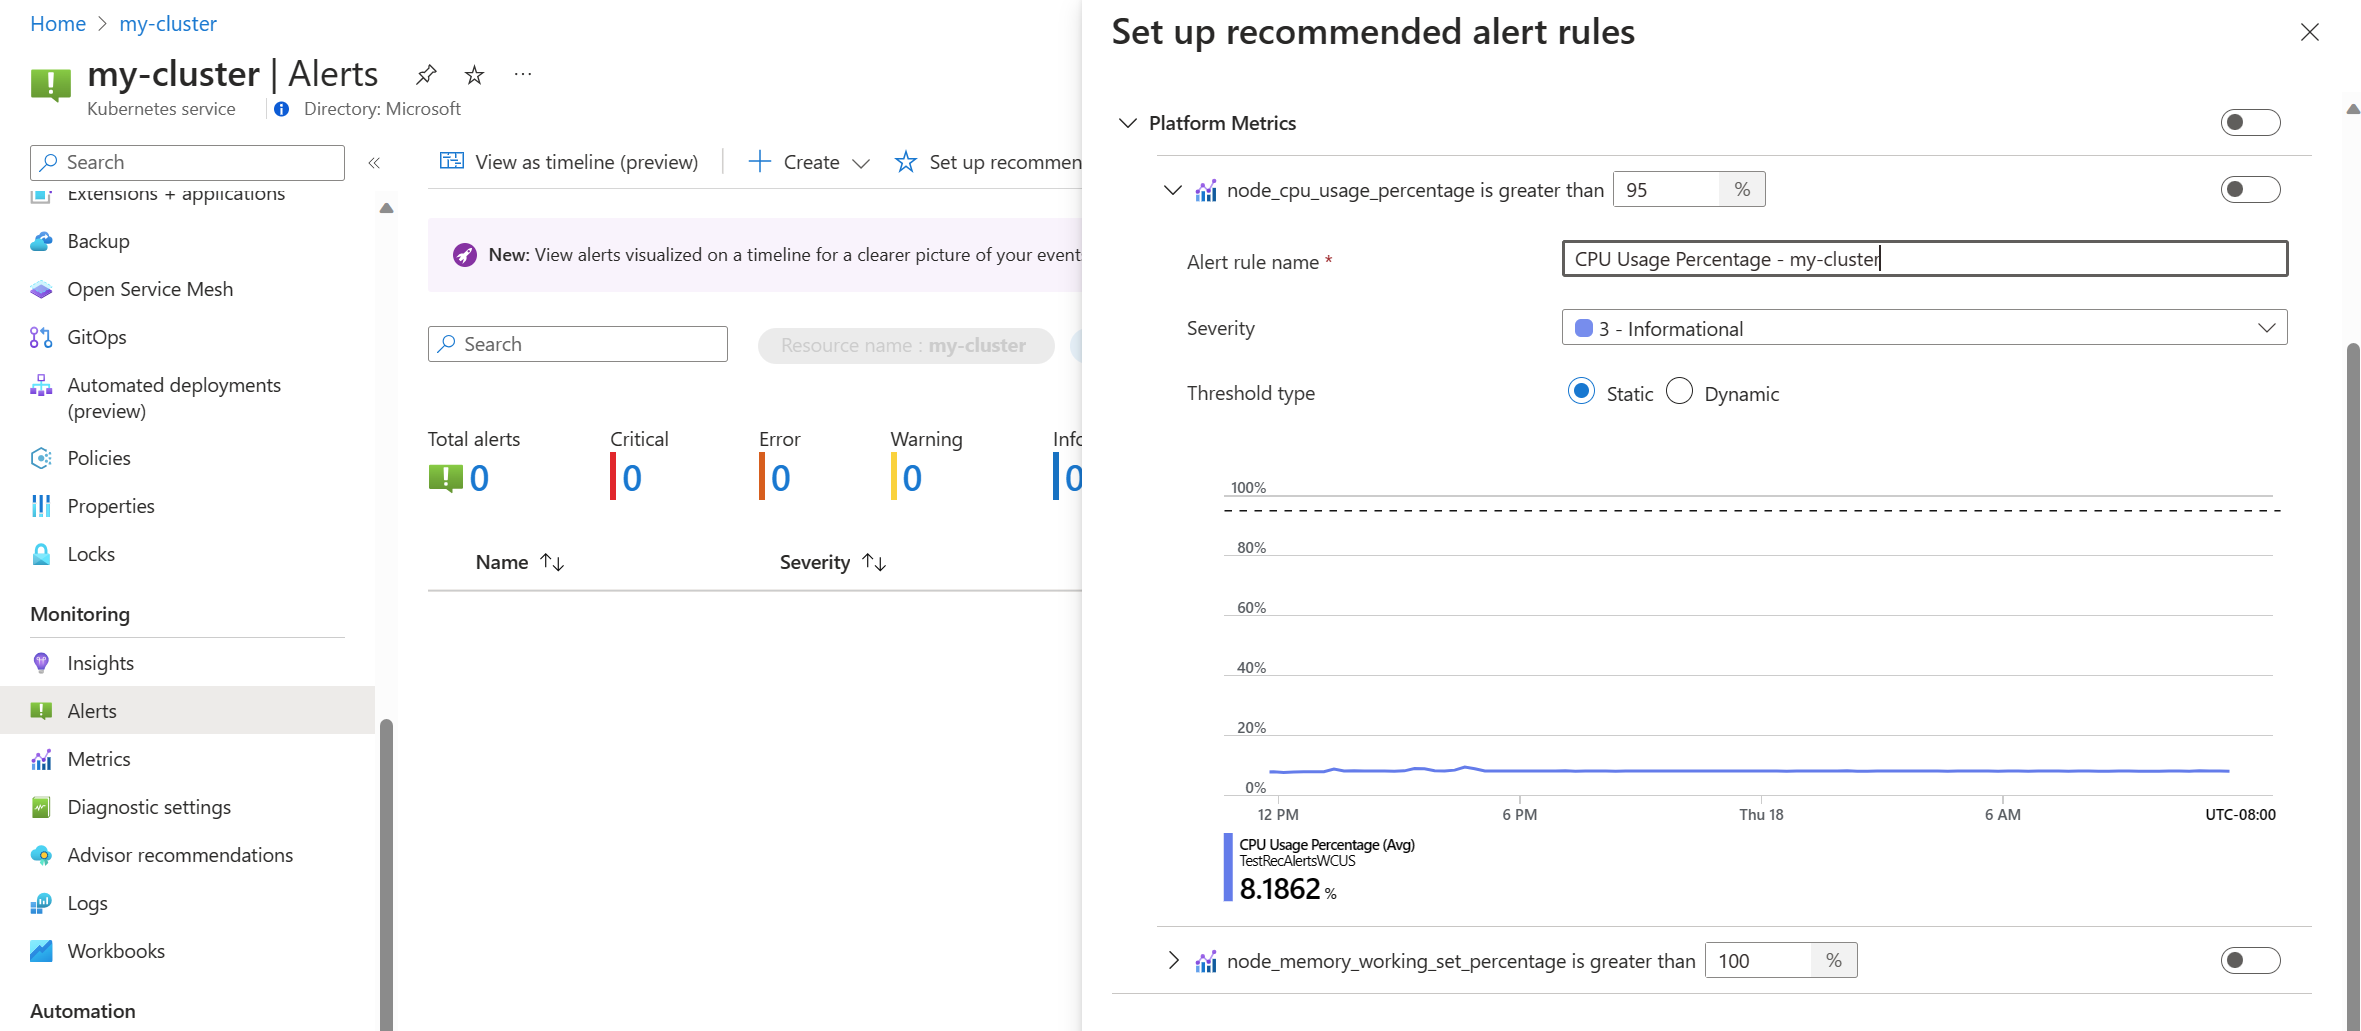 Home > my-cluster
my-cluster | Alerts
Kubernetes service
Directory: Microsoft
Search
Extensions + applications
Backup
Open Service Mesh
GitOps
Automated deployments
(preview)
Policies
Properties
Locks
Monitoring
Insights
Alerts
Metrics
Diagnostic settings
Advisor recommendations
Logs
Workbooks
Automation
View as timeline (preview)
Create
Set up recommen
New: View alerts visualized on a timeline for a clearer picture of your event
Search
Resource name : my-cluster
Total alerts
0
Critical
0
Error
0
Warning
0
Info
0
Name
Severity
Set up recommended alert rules
Platform Metrics
node_cpu_usage_percentage is greater than 95 %
Alert rule name *
CPU Usage Percentage - my-cluster
Severity
3 - Informational
Threshold type
Static
Dynamic
100%
80%
60%
40%
20%
0%
12 PM
6 PM
Thu 18
6 AM
UTC-08:00
CPU Usage Percentage (Avg)
TestRecAlertsWCUS
8.1862 %
node_memory_working_set_percentage is greater than 100 %